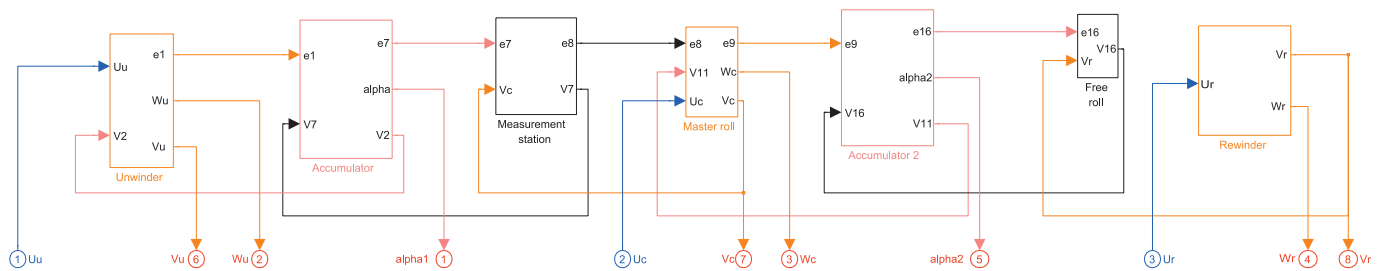 Uu
V2
e1
Wu
Vu
Unwinder
V7
e7
alpha
V2
Accumulator
e7
Vc
e8
V7
Measurement
station
e8
V11
Uc
e9
Wc
Vc
Master roll
e9
V16
e16
alpha2
V11
Accumulator 2
e16
Vr
V16
Free
roll
Ur
Vr
Wr
Rewinder
1 Uu
Vu 6
Wu 2
alpha1 1
2 Uc
Vc 7
3 Wc
alpha2 5
3 Ur
Wr 4
8 Vr